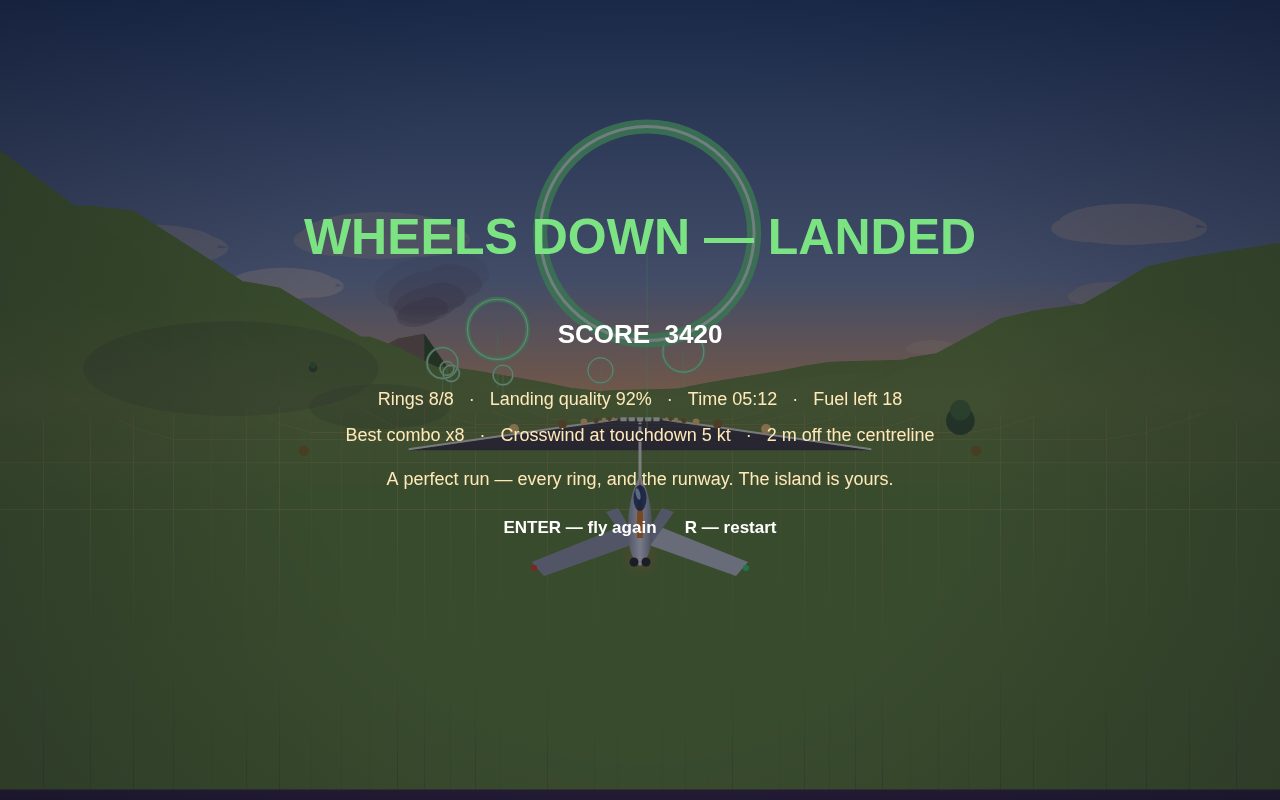 WHEELS DOWN — LANDED
SCORE 3420
Rings 8/8 · Landing quality 92% · Time 05:12 · Fuel left 18
Best combo x8 · Crosswind at touchdown 5 kt · 2 m off the centreline
A perfect run — every ring, and the runway. The island is yours.
ENTER — fly again R — restart